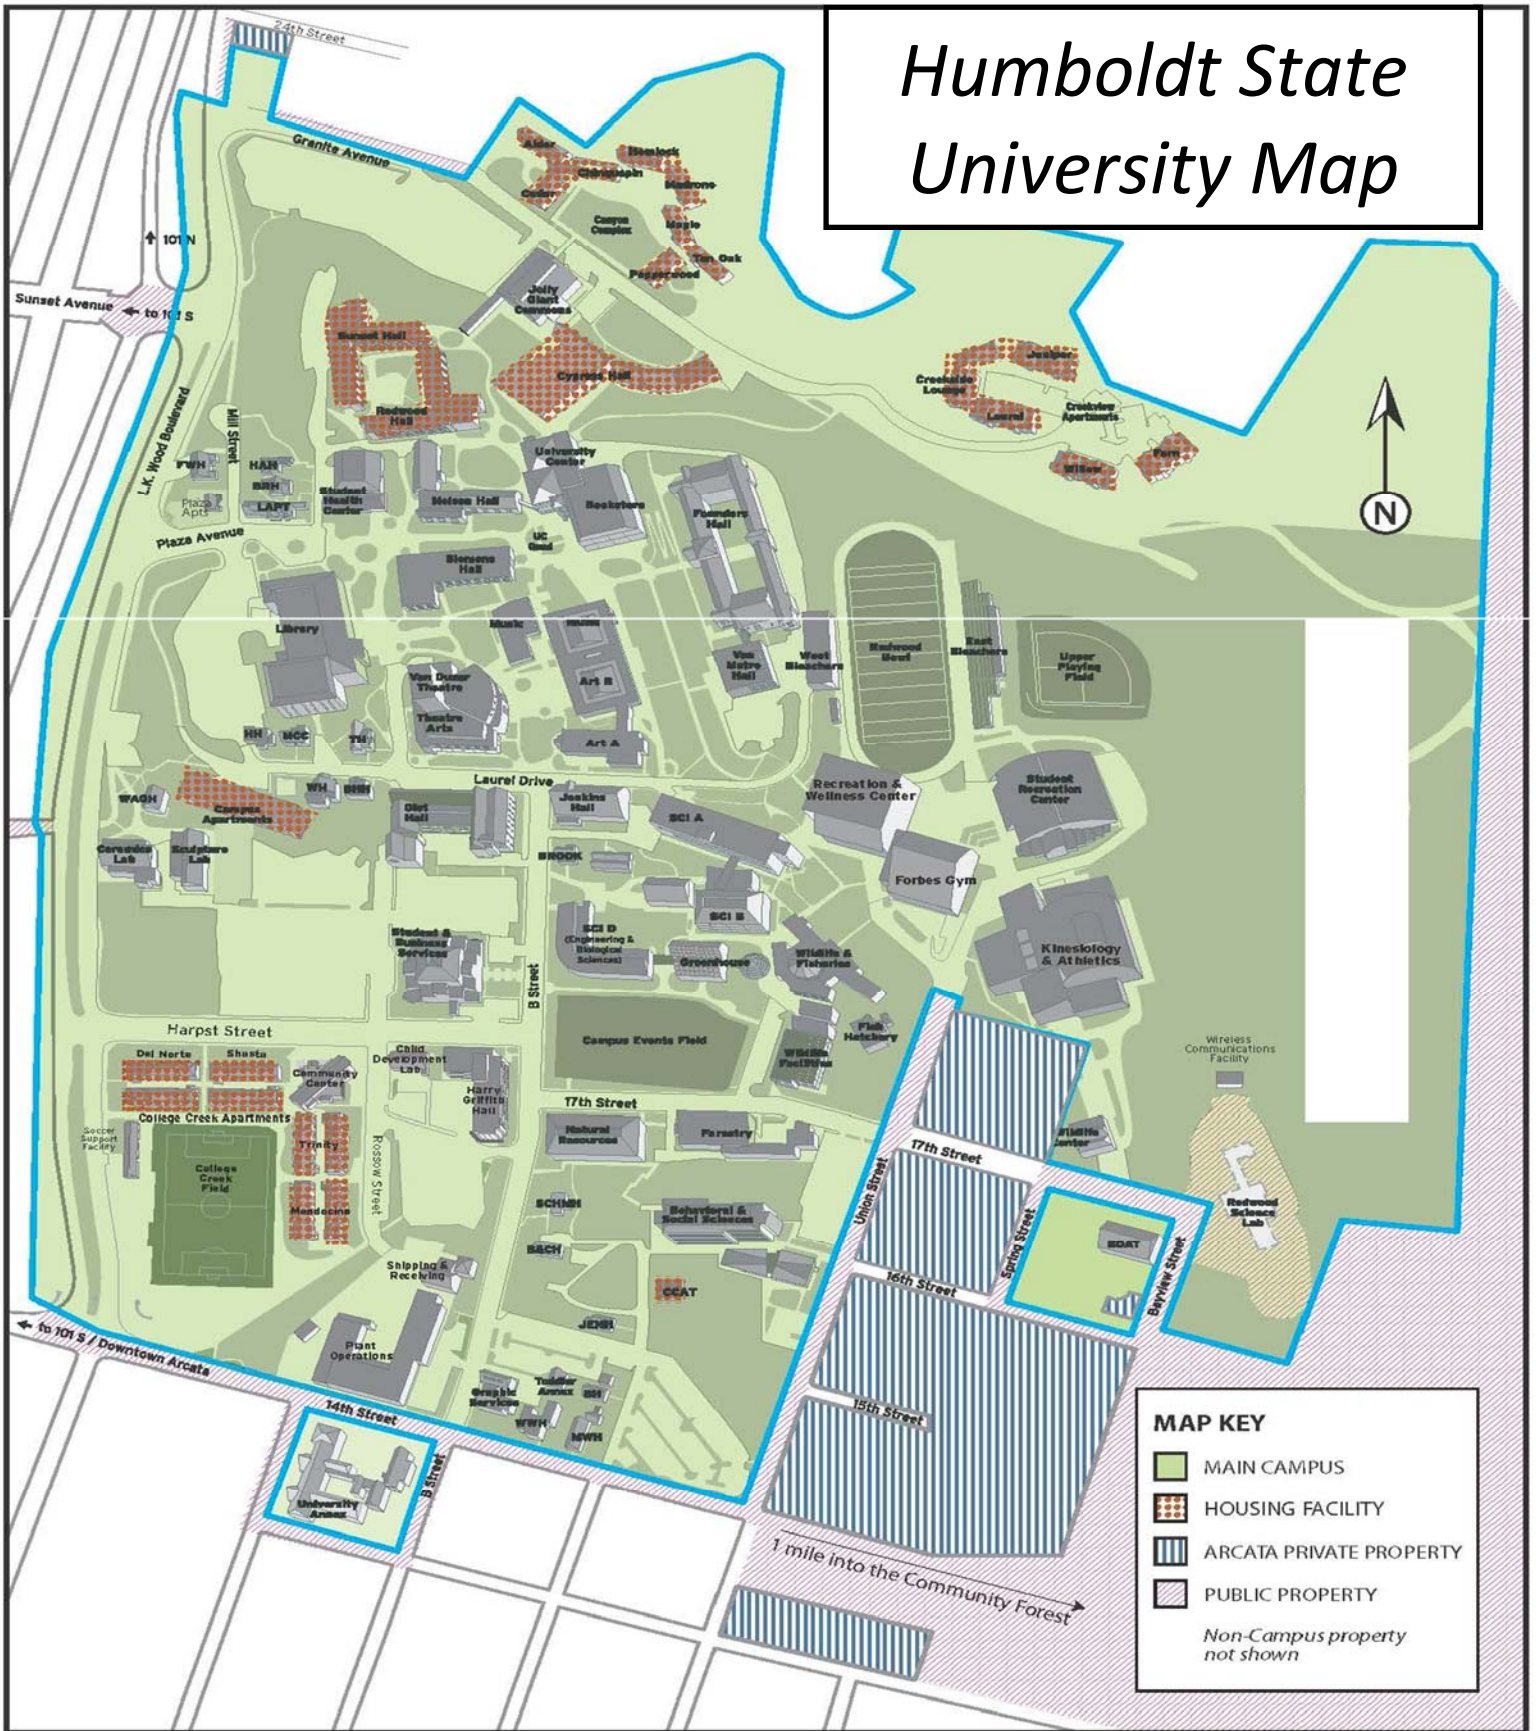 Humboldt State
University Map
24th Street
Granite Avenue
Alder
Hemlock
Chinquapin
Cedar
Madrone
Canyon
Complex
Maple
Tan Oak
Pepperwood
101 N
Sunset Avenue
to 101 S
Jolly
Giant
Commons
Sunset Hall
Cypress Hall
Redwood
Hall
Juniper
Creekside
Lounge
Laurel
Creekview
Apartments
Willow
Fern
N
L.K. Wood Boulevard
Mill Street
FWH
HAH
BRH
LAPT
Plaza
Apts
Plaza Avenue
Student
Health
Center
Nelson Hall
University
Center
Bookstore
Founders
Hall
UC
Quad
Siemens
Hall
Library
Music
Art B
Van Duzer
Theatre
Theatre
Arts
Van
Matre
Hall
West
Bleachers
Redwood
Bowl
East
Bleachers
Upper
Playing
Field
HH
MCC
TH
Art A
Laurel Drive
WAGH
Campus
Apartments
WH
BHH
Gist
Hall
Jenkins
Hall
SCI A
Recreation &
Wellness Center
Student
Recreation
Center
Ceramics
Lab
Sculpture
Lab
BROOK
Forbes Gym
SCI B
Student &
Business
Services
SCI D
(Engineering &
Biological
Sciences)
Greenhouse
Wildlife &
Fisheries
Kinesiology
& Athletics
B Street
Harpst Street
Campus Events Field
Fish
Hatchery
Wildlife
Facilities
Wireless
Communications
Facility
Del Norte
Shasta
Community
Center
Child
Development
Lab
Harry
Griffith
Hall
College Creek Apartments
17th Street
Soccer
Support
Facility
Trinity
Rossow Street
Natural
Resources
Forestry
17th Street
Wildlife
Center
College
Creek
Field
Mendocino
SCHMH
Behavioral &
Social Sciences
Union Street
Spring Street
Redwood
Science
Lab
BOAT
BACH
Bayview Street
Shipping &
Receiving
CCAT
16th Street
JENH
to 101 S / Downtown Arcata
Plant
Operations
Graphic
Services
Toddler
Annex
SH
15th Street
14th Street
WWH
MWH
University
Annex
B Street
MAP KEY
MAIN CAMPUS
HOUSING FACILITY
ARCATA PRIVATE PROPERTY
PUBLIC PROPERTY
Non-Campus property
not shown
1 mile into the Community Forest